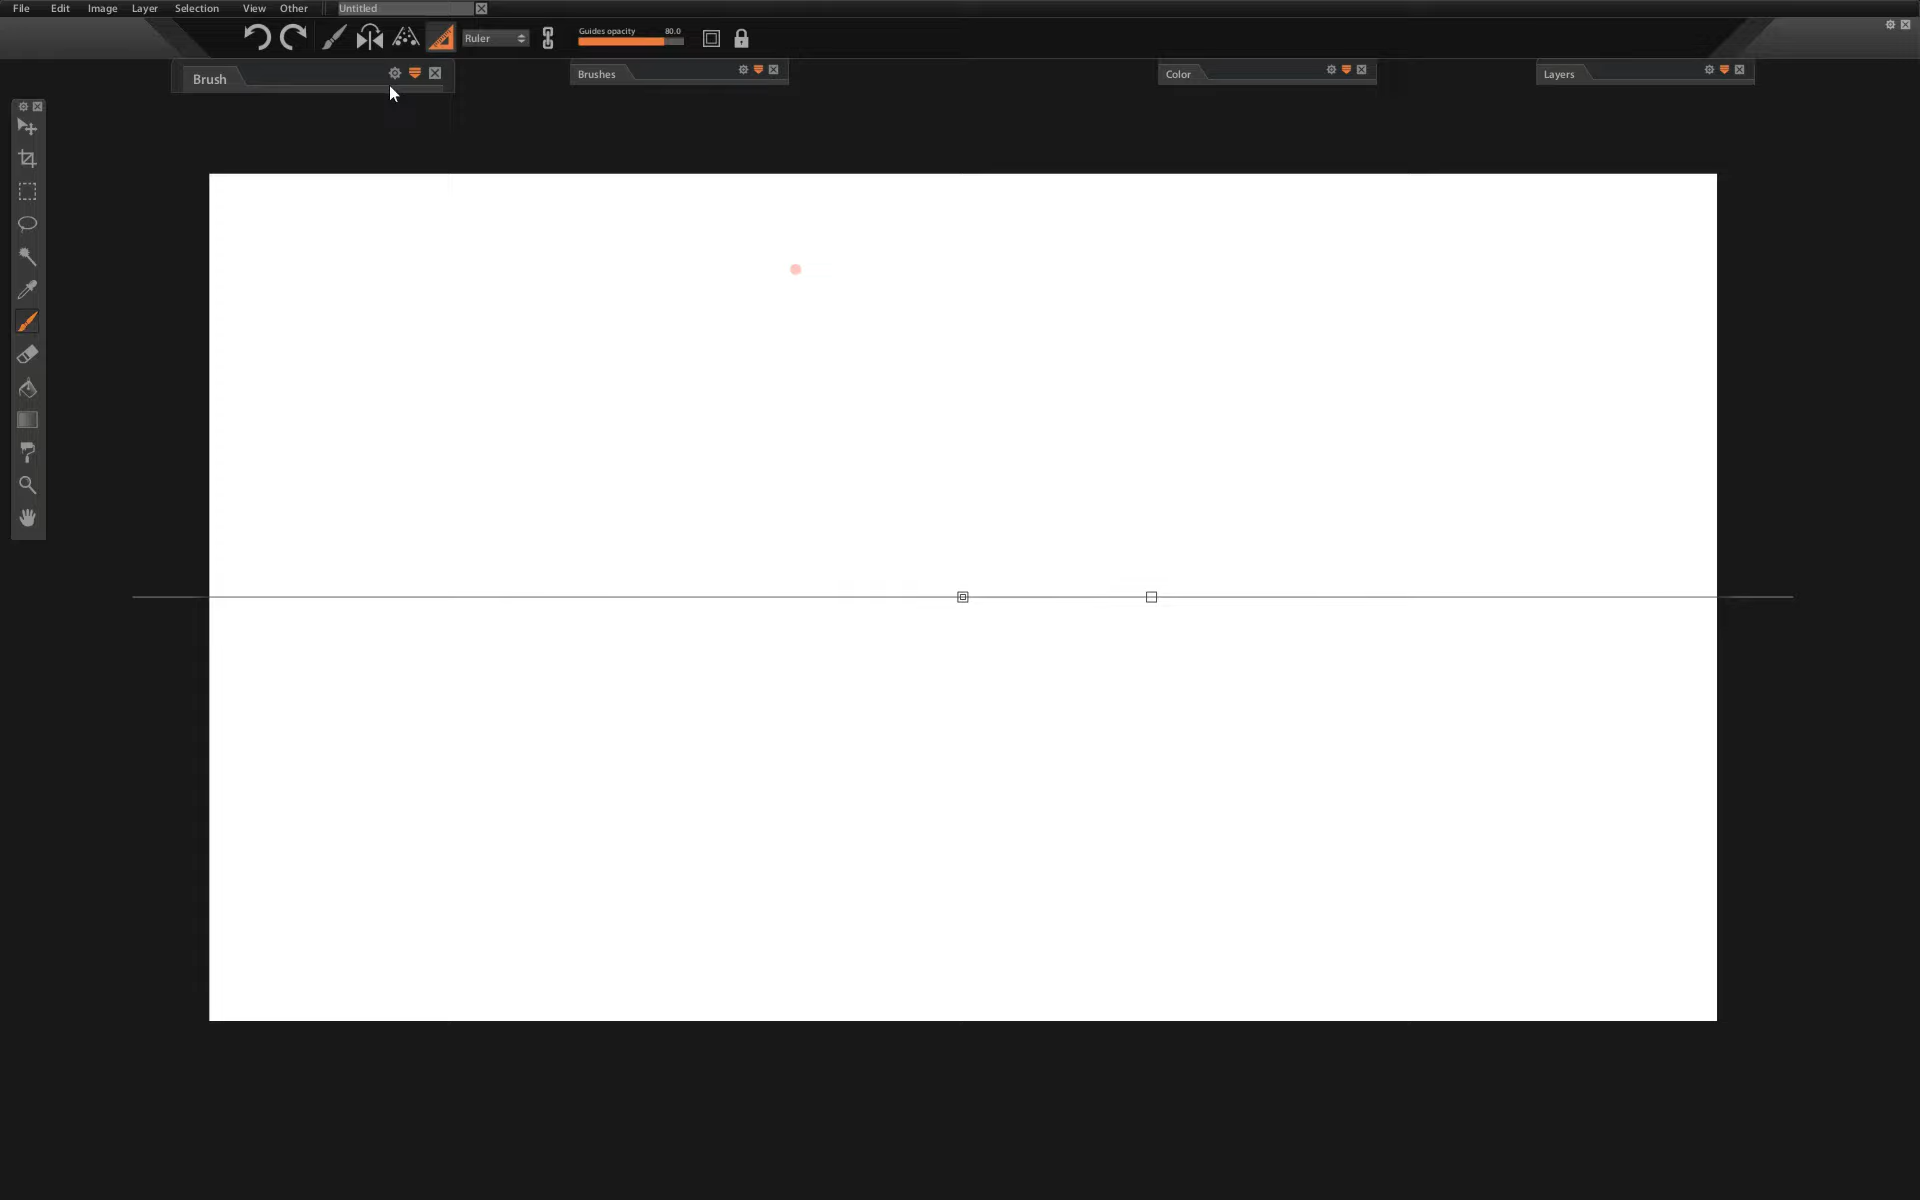 File Edit Image Layer Selection View Other Untitled
Ruler Guides opacity 80.0
Brush Brushes Color Layers